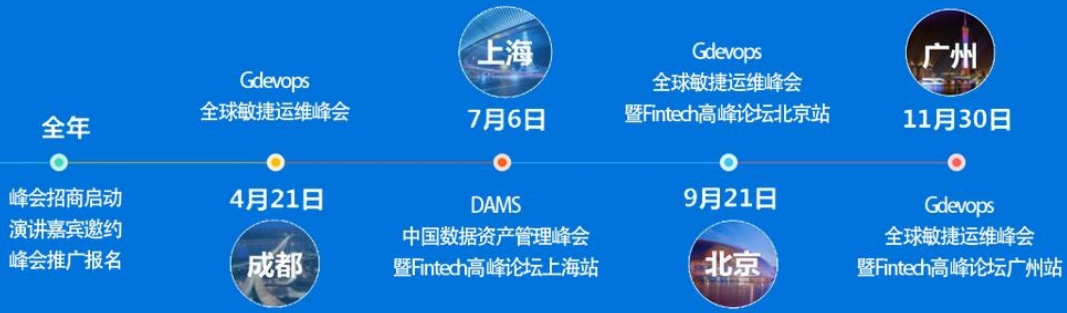 全年
峰会招商启动
演讲嘉宾邀约
峰会推广报名
Gdevops
全球敏捷运维峰会
4月21日
成都
上海
7月6日
DAMS
中国数据资产管理峰会
暨Fintech高峰论坛上海站
Gdevops
全球敏捷运维峰会
暨Fintech高峰论坛北京站
9月21日
北京
广州
11月30日
Gdevops
全球敏捷运维峰会
暨Fintech高峰论坛广州站